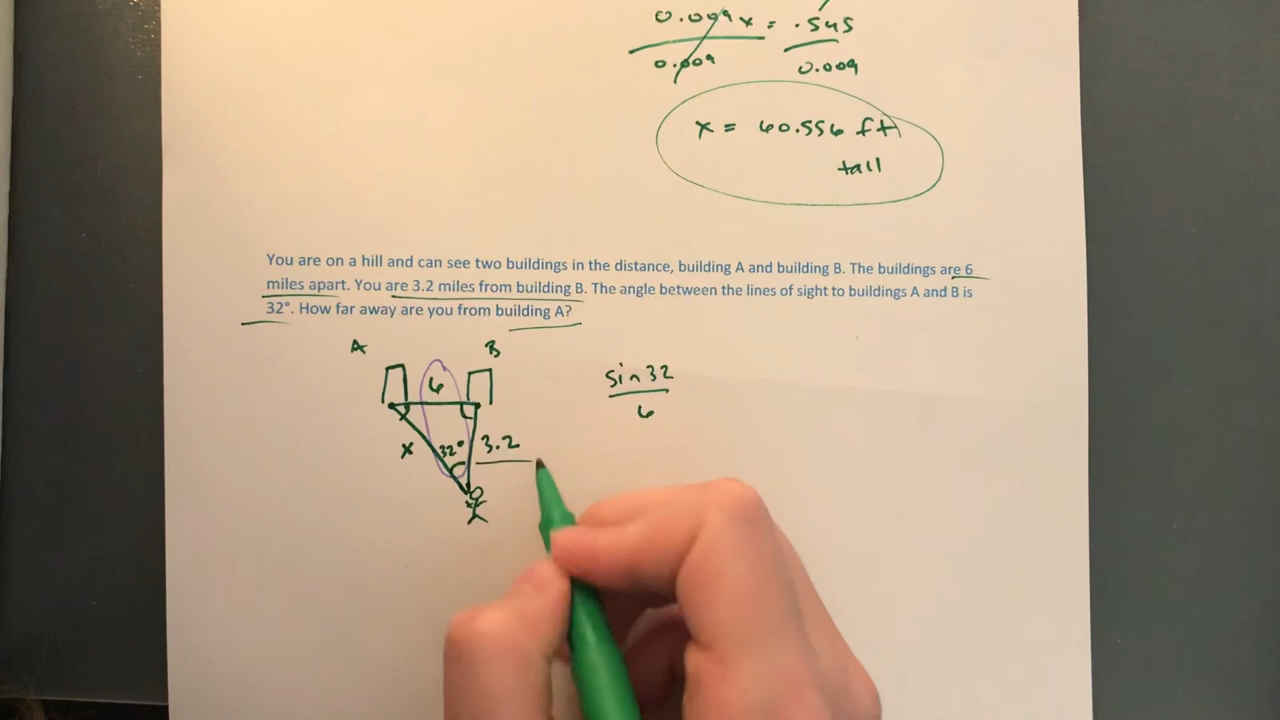 0.009x = .545
0.009 0.009
x = 60.556 ft
tall
You are on a hill and can see two buildings in the distance, building A and building B. The buildings are 6
miles apart. You are 3.2 miles from building B. The angle between the lines of sight to buildings A and B is
32°. How far away are you from building A?
A B
6
x 32° 3.2
sin 32
6